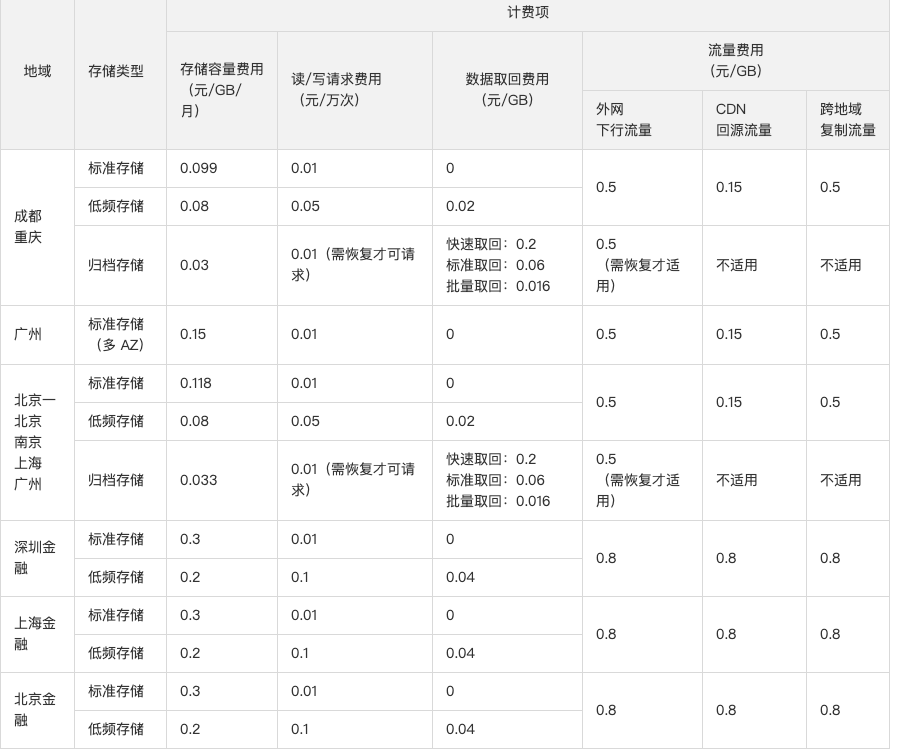 计费项
地域
存储类型
存储容量费用
（元/GB/
月）
读/写请求费用
（元/万次）
数据取回费用
（元/GB）
流量费用
（元/GB）
外网
下行流量
CDN
回源流量
跨地域
复制流量
成都
重庆
标准存储
0.099
0.01
0
0.5
0.15
0.5
低频存储
0.08
0.05
0.02
归档存储
0.03
0.01（需恢复才可请
求）
快速取回：0.2
标准取回：0.06
批量取回：0.016
0.5
（需恢复才适
用）
不适用
不适用
广州
标准存储
（多 AZ）
0.15
0.01
0
0.5
0.15
0.5
北京一
北京
南京
上海
广州
标准存储
0.118
0.01
0
0.5
0.15
0.5
低频存储
0.08
0.05
0.02
归档存储
0.033
0.01（需恢复才可请
求）
快速取回：0.2
标准取回：0.06
批量取回：0.016
0.5
（需恢复才适
用）
不适用
不适用
深圳金
融
标准存储
0.3
0.01
0
0.8
0.8
0.8
低频存储
0.2
0.1
0.04
上海金
融
标准存储
0.3
0.01
0
0.8
0.8
0.8
低频存储
0.2
0.1
0.04
北京金
融
标准存储
0.3
0.01
0
0.8
0.8
0.8
低频存储
0.2
0.1
0.04